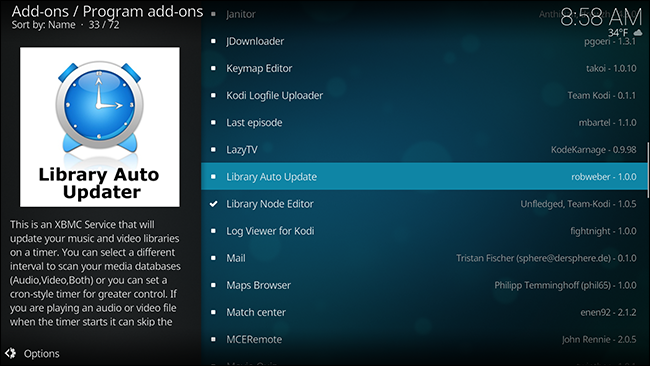 Add-ons / Program add-ons
Sort by: Name · 33 / 72
8:58 AM
34°F
Library Auto
Updater
This is an XBMC Service that will
update your music and video libraries
on a timer. You can select a different
interval to scan your media databases
(Audio,Video,Both) or you can set a
cron-style timer for greater control. If
you are playing an audio or video file
when the timer starts it can skip the
Options
Janitor
JDownloader pgoeri - 1.3.1
Keymap Editor takoi - 1.0.10
Kodi Logfile Uploader Team Kodi - 0.1.1
Last episode mbartel - 1.1.0
LazyTV KodeKarnage - 0.9.98
Library Auto Update robweber - 1.0.0
Library Node Editor Unfledged, Team-Kodi - 1.0.5
Log Viewer for Kodi fightnight - 1.0.0
Mail Tristan Fischer (sphere@dersphere.de) - 0.1.0
Maps Browser Philip Temminghoff (phil65) - 1.0.0
Match center enen92 - 2.1.2
MCERemote John Rennie - 2.0.5